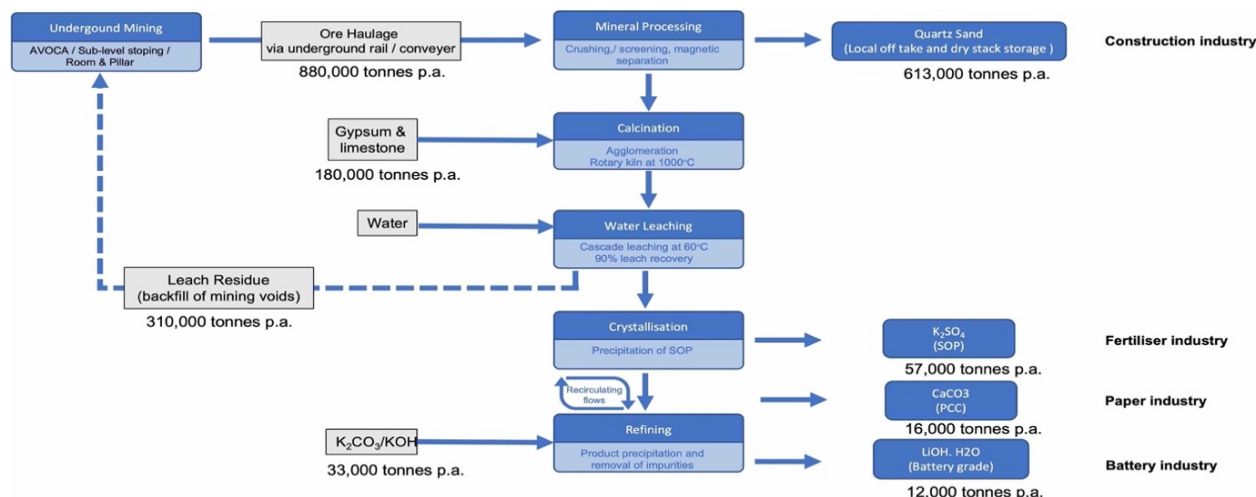 Undergound Mining
AVOCA / Sub-level stoping /
Room & Pillar
Ore Haulage
via underground rail / conveyer
880,000 tonnes p.a.
Mineral Processing
Crushing,/ screening, magnetic
separation
Quartz Sand
(Local off take and dry stack storage )
613,000 tonnes p.a.
Construction industry
Gypsum &
limestone
180,000 tonnes p.a.
Calcination
Agglomeration
Rotary kiln at 1000°C
Water
Water Leaching
Cascade leaching at 60°C
90% leach recovery
Leach Residue
(backfill of mining voids)
310,000 tonnes p.a.
Crystallisation
Precipitation of SOP
K₂SO₄
(SOP)
57,000 tonnes p.a.
Fertiliser industry
Recirculating
flows
CaCO3
(PCC)
16,000 tonnes p.a.
Paper industry
K₂CO₃/KOH
33,000 tonnes p.a.
Refining
Product precipitation and
removal of impurities
LiOH. H2O
(Battery grade)
12,000 tonnes p.a.
Battery industry